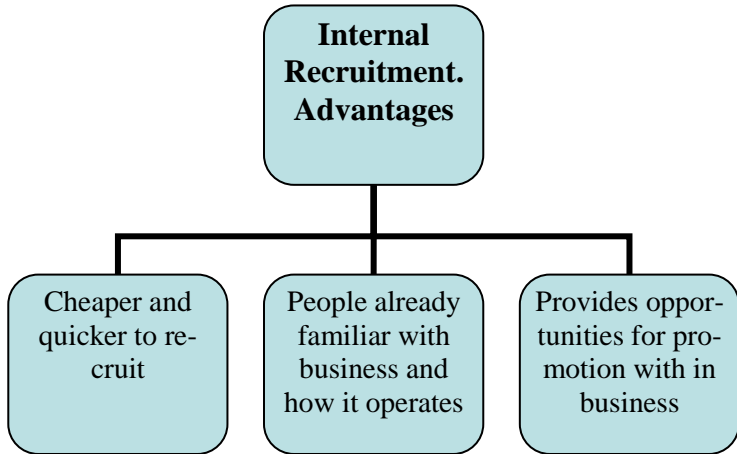 Internal
Recruitment.
Advantages
Cheaper and
quicker to re-
cruit
People already
familiar with
business and
how it operates
Provides oppor-
tunities for pro-
motion with in
business